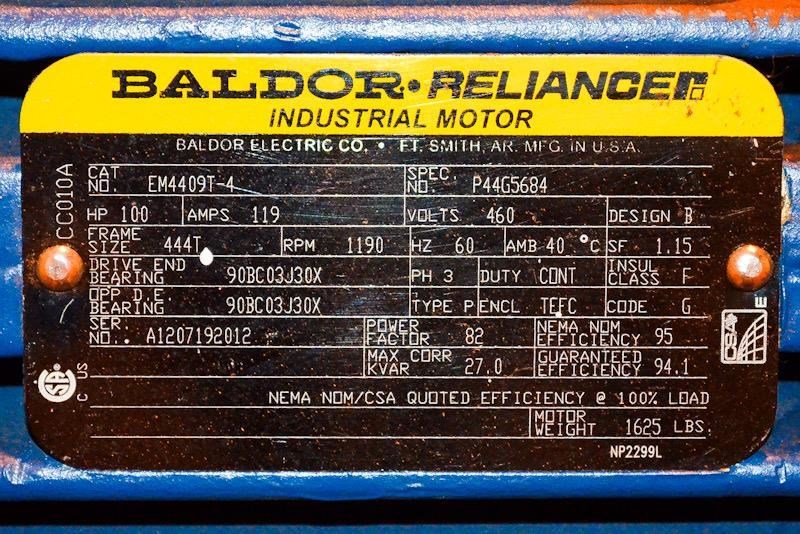 BALDOR•RELIANCE
INDUSTRIAL MOTOR
BALDOR ELECTRIC CO. • FT. SMITH, AR. MFG. IN U.S.A.
CC010A
CAT. NO. EM4409T-4 SPEC. NO. P44G5684
HP 100 AMPS 119 VOLTS 460 DESIGN B
FRAME SIZE 444T RPM 1190 HZ 60 AMB 40 °C SF 1.15
DRIVE END BEARING 90BC03J30X PH 3 DUTY CONT INSUL CLASS F
OPP D.E. BEARING 90BC03J30X TYPE P ENCL TEFC CODE G
SER. NO. A1207192012 POWER FACTOR 82 NEMA NOM EFFICIENCY 95
MAX CORR KVAR 27.0 GUARANTEED EFFICIENCY 94.1
NEMA NOM/CSA QUOTED EFFICIENCY @ 100% LOAD
MOTOR WEIGHT 1625 LBS.
NP2299L
C US
CSA E